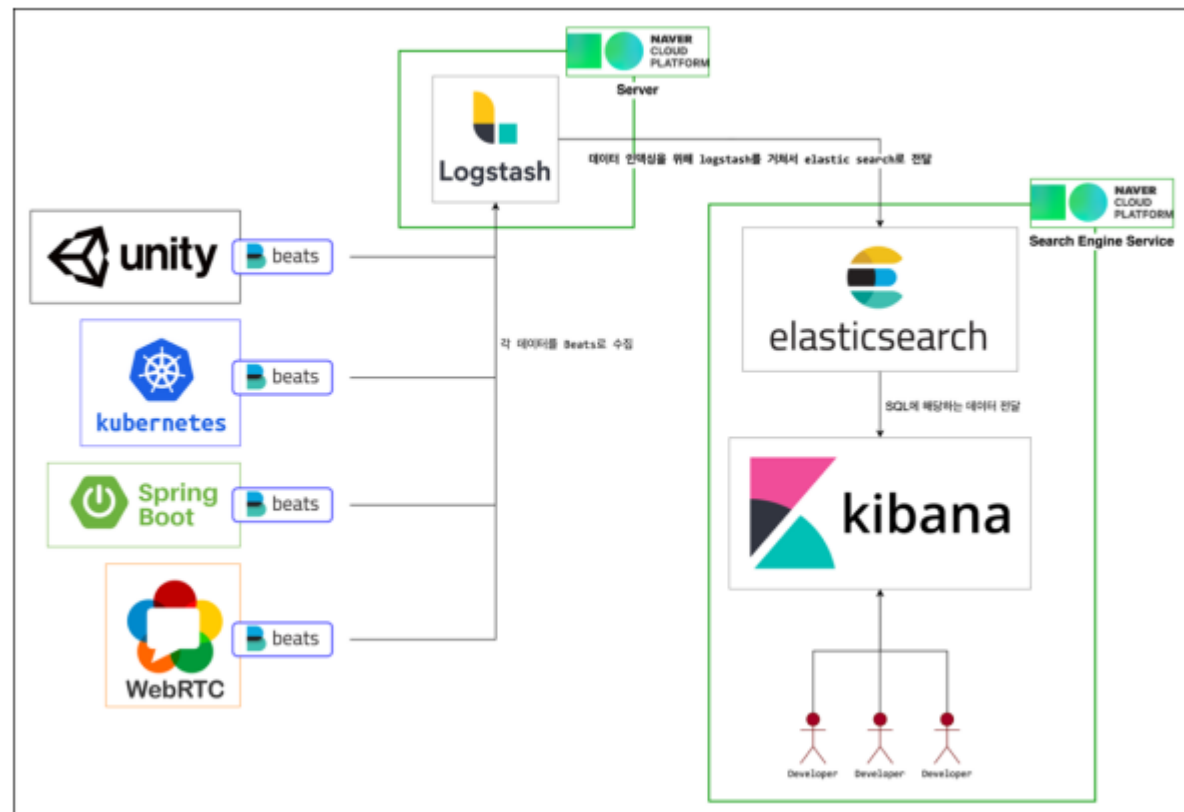 NAVER
CLOUD
PLATFORM
Server
Logstash
데이터 인덱싱을 위해 logstash를 거쳐서 elastic search로 전달
NAVER
CLOUD
PLATFORM
Search Engine Service
unity
beats
elasticsearch
각 데이터를 Beats로 수집
kubernetes
beats
SQL에 해당하는 데이터 전달
Spring
Boot
beats
kibana
WebRTC
beats
Developer
Developer
Developer